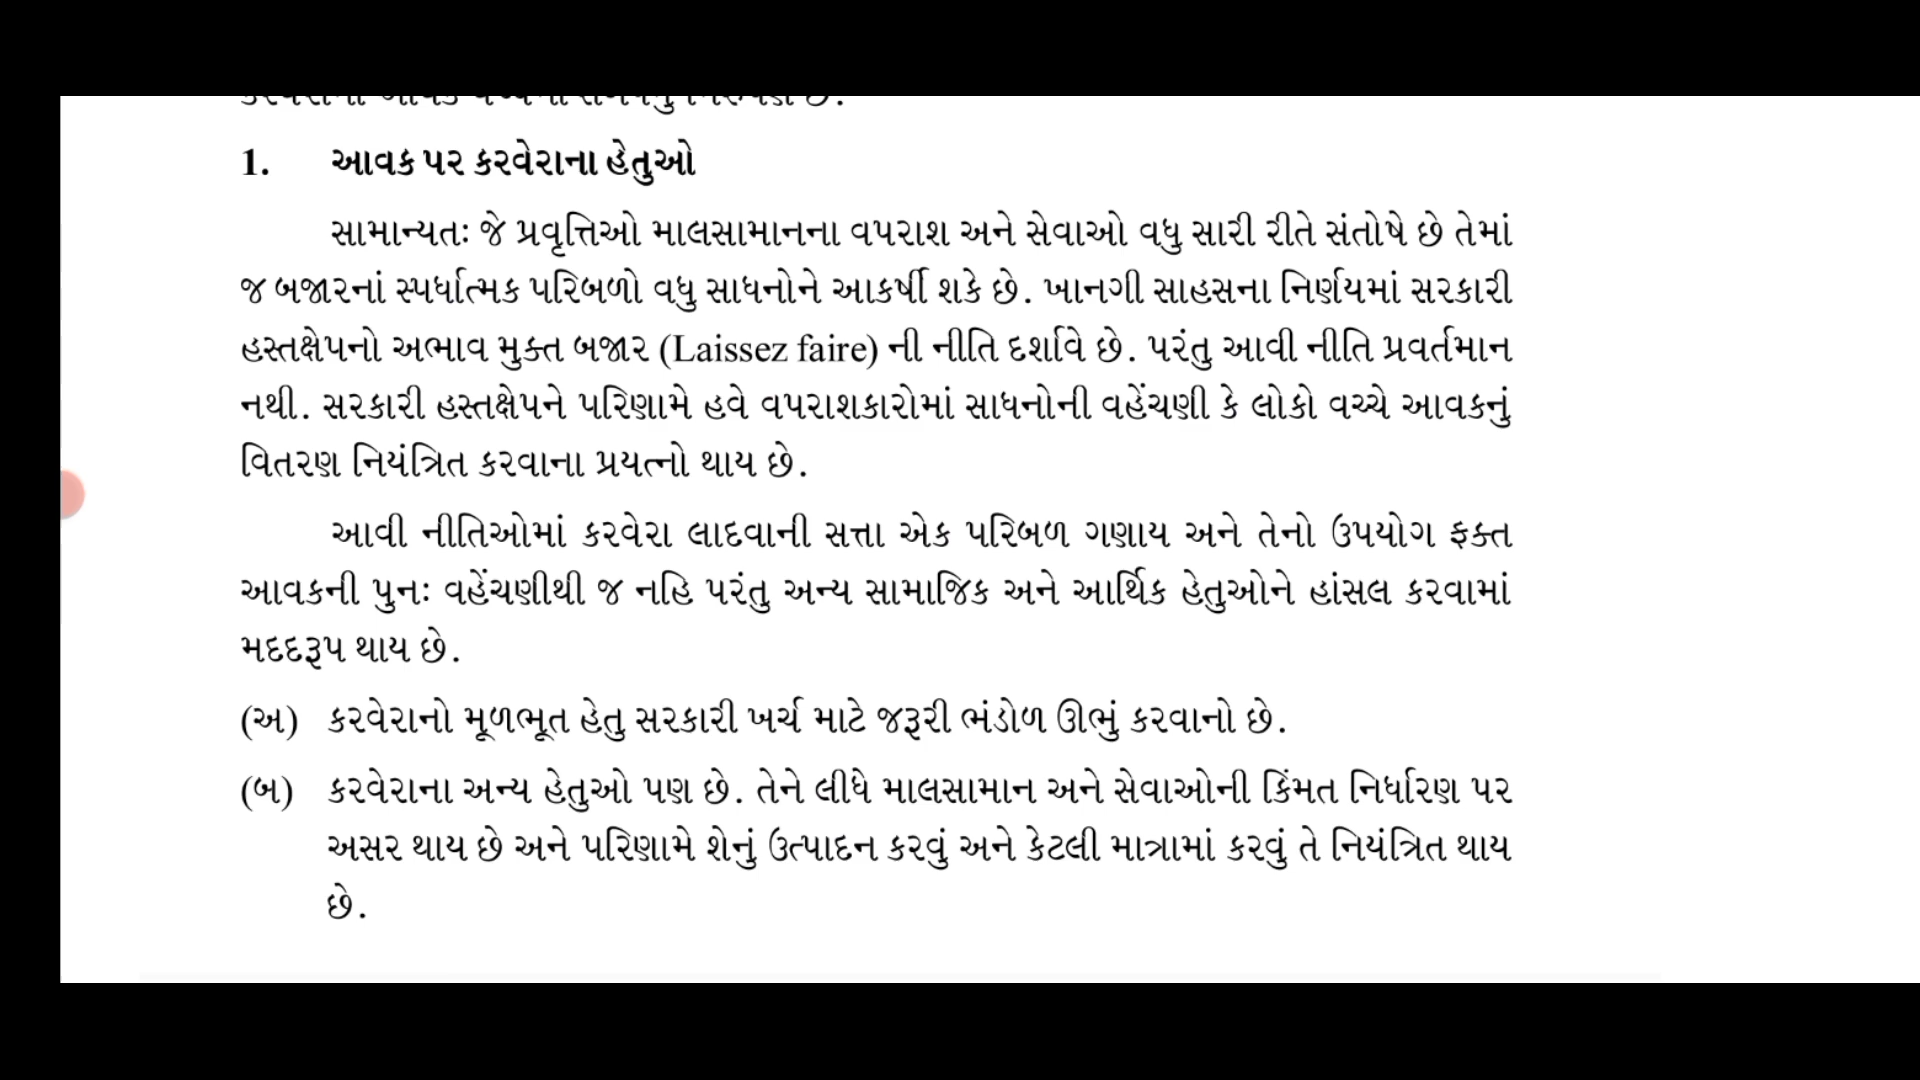 1. આવક પર કરવેરાના હેતુઓ
સામાન્યતઃ જે પ્રવૃત્તિઓ માલસામાનના વપરાશ અને સેવાઓ વધુ સારી રીતે સંતોષે છે તેમાં
જ બજારનાં સ્પર્ધાત્મક પરિબળો વધુ સાધનોને આકર્ષી શકે છે. ખાનગી સાહસના નિર્ણયમાં સરકારી
હસ્તક્ષેપનો અભાવ મુક્ત બજાર (Laissez faire) ની નીતિ દર્શાવે છે. પરંતુ આવી નીતિ પ્રવર્તમાન
નથી. સરકારી હસ્તક્ષેપને પરિણામે હવે વપરાશકારોમાં સાધનોની વહેંચણી કે લોકો વચ્ચે આવકનું
વિતરણ નિયંત્રિત કરવાના પ્રયત્નો થાય છે.
આવી નીતિઓમાં કરવેરા લાદવાની સત્તા એક પરિબળ ગણાય અને તેનો ઉપયોગ ફક્ત
આવકની પુનઃ વહેંચણીથી જ નહિ પરંતુ અન્ય સામાજિક અને આર્થિક હેતુઓને હાંસલ કરવામાં
મદદરૂપ થાય છે.
(અ) કરવેરાનો મૂળભૂત હેતુ સરકારી ખર્ચ માટે જરૂરી ભંડોળ ઊભું કરવાનો છે.
(બ) કરવેરાના અન્ય હેતુઓ પણ છે. તેને લીધે માલસામાન અને સેવાઓની કિંમત નિર્ધારણ પર
અસર થાય છે અને પરિણામે શેનું ઉત્પાદન કરવું અને કેટલી માત્રામાં કરવું તે નિયંત્રિત થાય
છે.